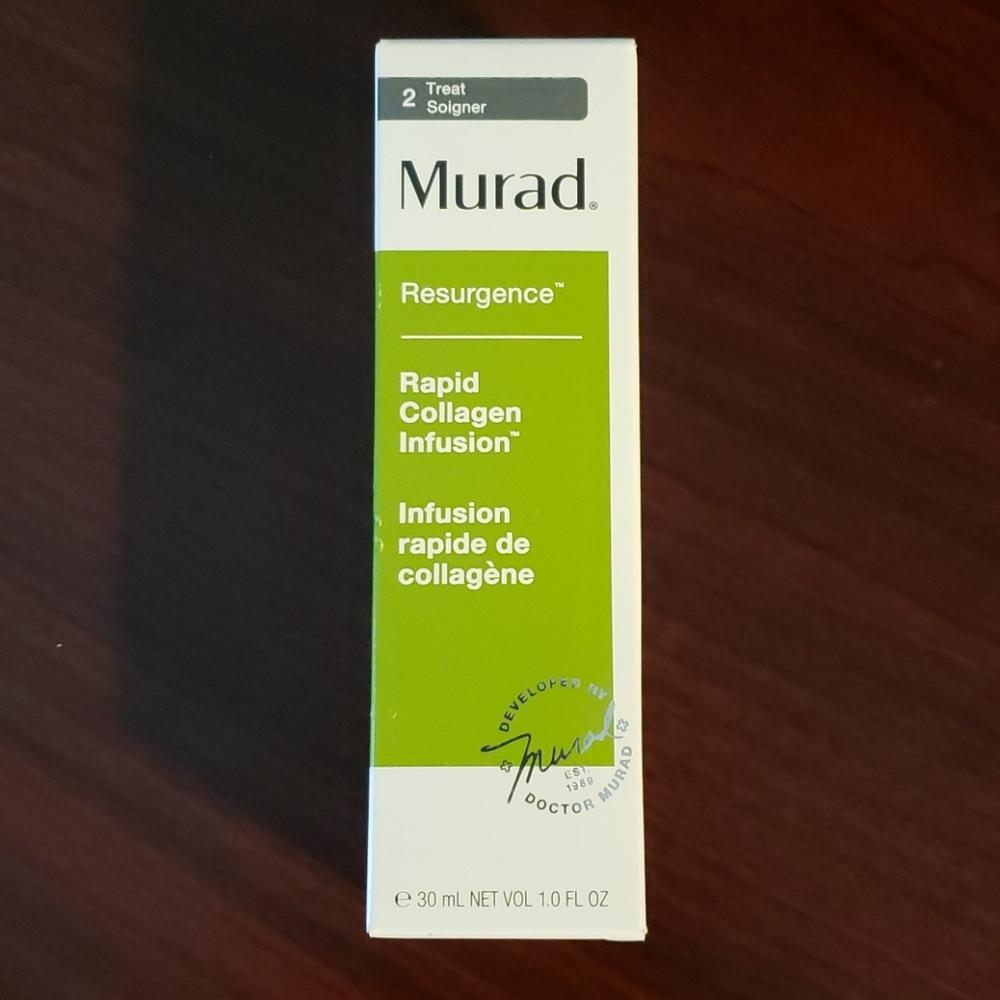 2 Treat
Soigner
Murad®
Resurgence™
Rapid
Collagen
Infusion™
Infusion
rapide de
collagène
DEVELOPED BY
Murad
EST.
1989
DOCTOR MURAD
℮ 30 mL NET VOL 1.0 FL OZ